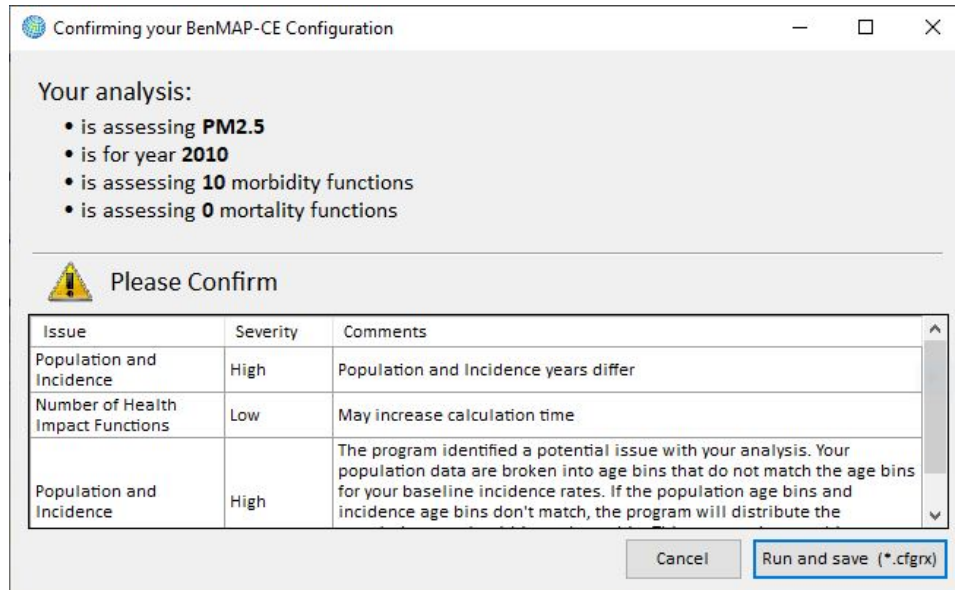 Confirming your BenMAP-CE Configuration
Your analysis:
• is assessing PM2.5
• is for year 2010
• is assessing 10 morbidity functions
• is assessing 0 mortality functions
Please Confirm
Issue Severity Comments
Population and
Incidence
High
Population and Incidence years differ
Number of Health
Impact Functions
Low
May increase calculation time
Population and
Incidence
High
The program identified a potential issue with your analysis. Your
population data are broken into age bins that do not match the age bins
for your baseline incidence rates. If the population age bins and
incidence age bins don't match, the program will distribute the
Cancel
Run and save (*.cfgrx)